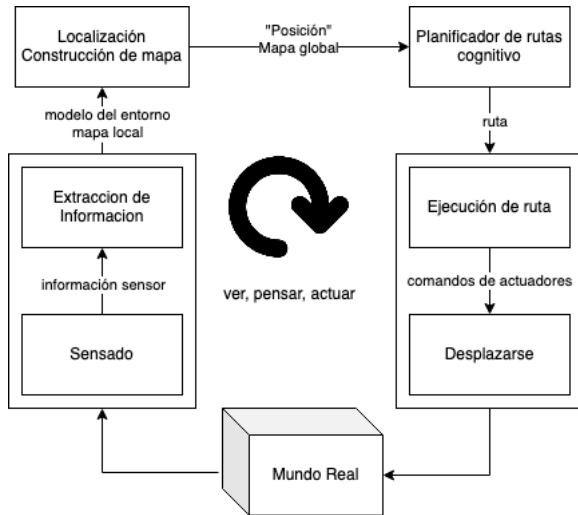 Localización
Construcción de mapa
"Posición"
Mapa global
Planificador de rutas
cognitivo
modelo del entorno
mapa local
ruta
Extraccion de
Informacion
Ejecución de ruta
información sensor
comandos de actuadores
ver, pensar, actuar
Sensado
Desplazarse
Mundo Real